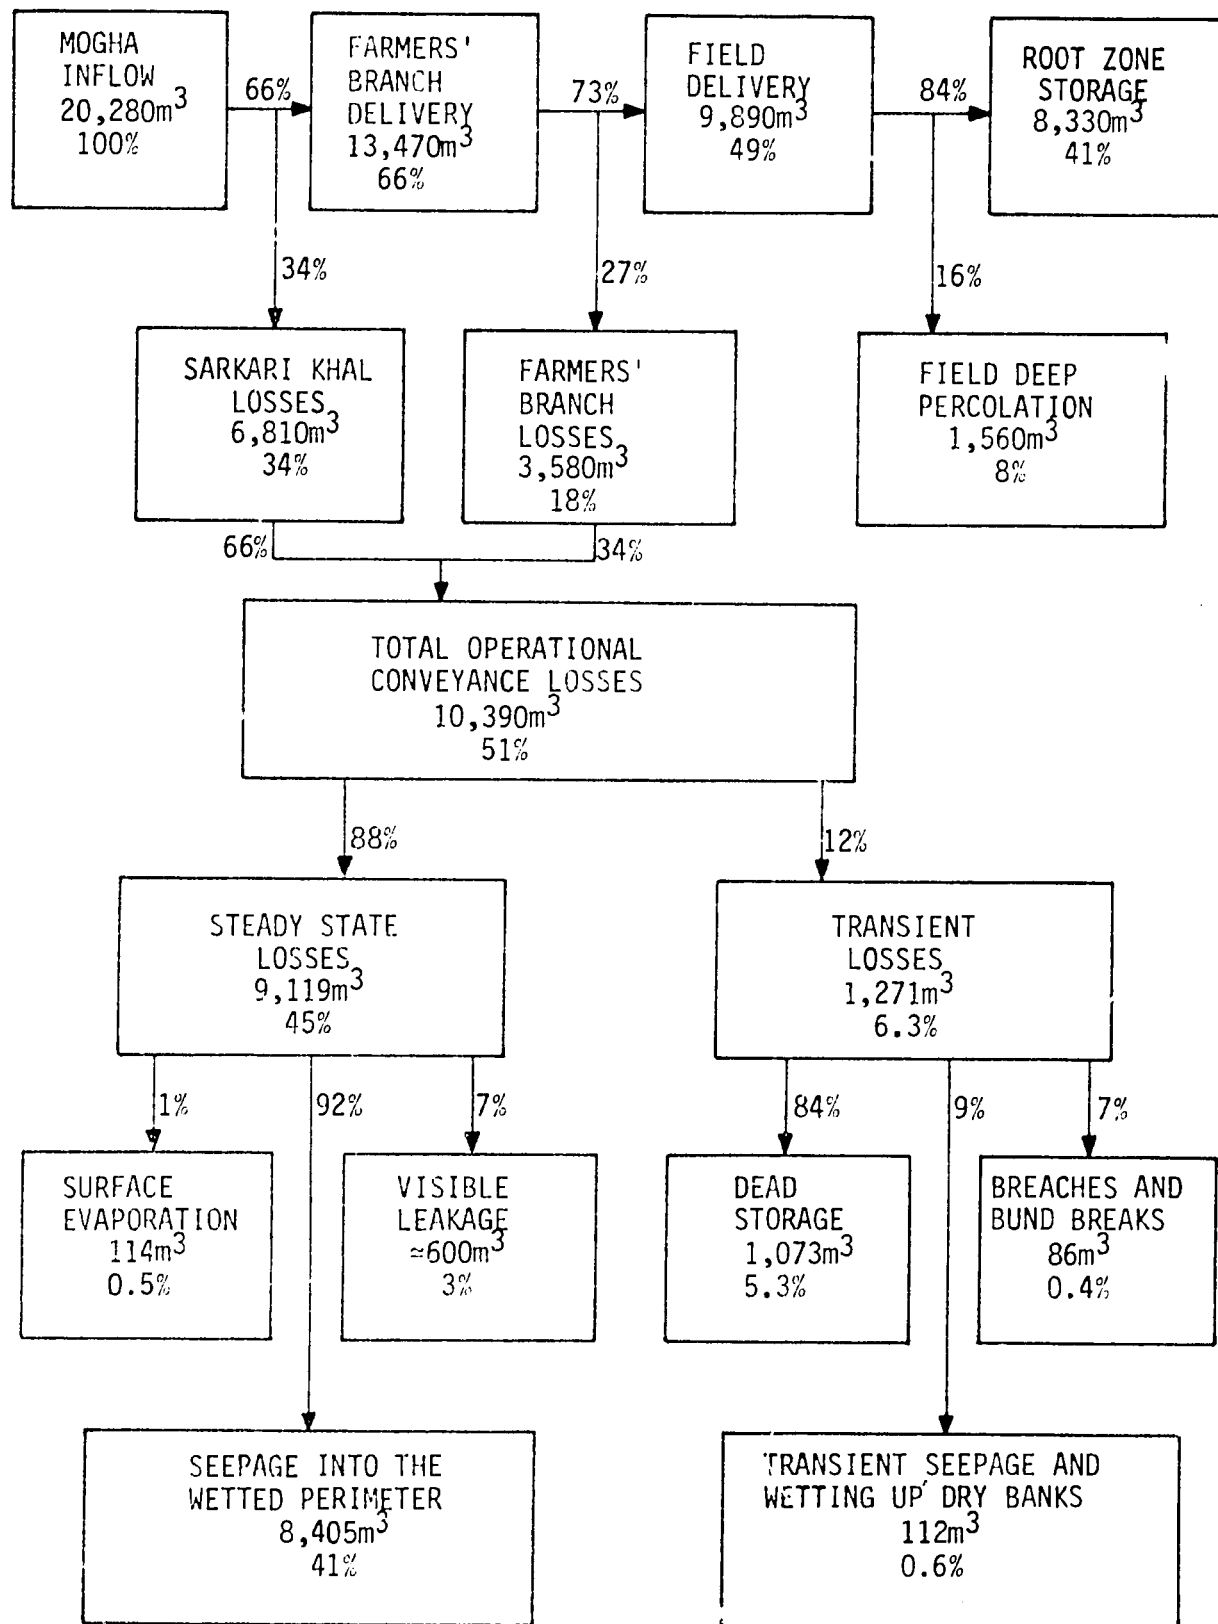 MOGHA
INFLOW
20,280m³
100%
66%
FARMERS'
BRANCH
DELIVERY
13,470m³
66%
73%
FIELD
DELIVERY
9,890m³
49%
84%
ROOT ZONE
STORAGE
8,330m³
41%
34%
27%
16%
SARKARI KHAL
LOSSES
6,810m³
34%
FARMERS'
BRANCH
LOSSES
3,580m³
18%
FIELD DEEP
PERCOLATION
1,560m³
8%
66%
34%
TOTAL OPERATIONAL
CONVEYANCE LOSSES
10,390m³
51%
88%
12%
STEADY STATE
LOSSES
9,119m³
45%
TRANSIENT
LOSSES
1,271m³
6.3%
1%
92%
7%
84%
9%
7%
SURFACE
EVAPORATION
114m³
0.5%
VISIBLE
LEAKAGE
≃600m³
3%
DEAD
STORAGE
1,073m³
5.3%
BREACHES AND
BUND BREAKS
86m³
0.4%
SEEPAGE INTO THE
WETTED PERIMETER
8,405m³
41%
TRANSIENT SEEPAGE AND
WETTING UP DRY BANKS
112m³
0.6%